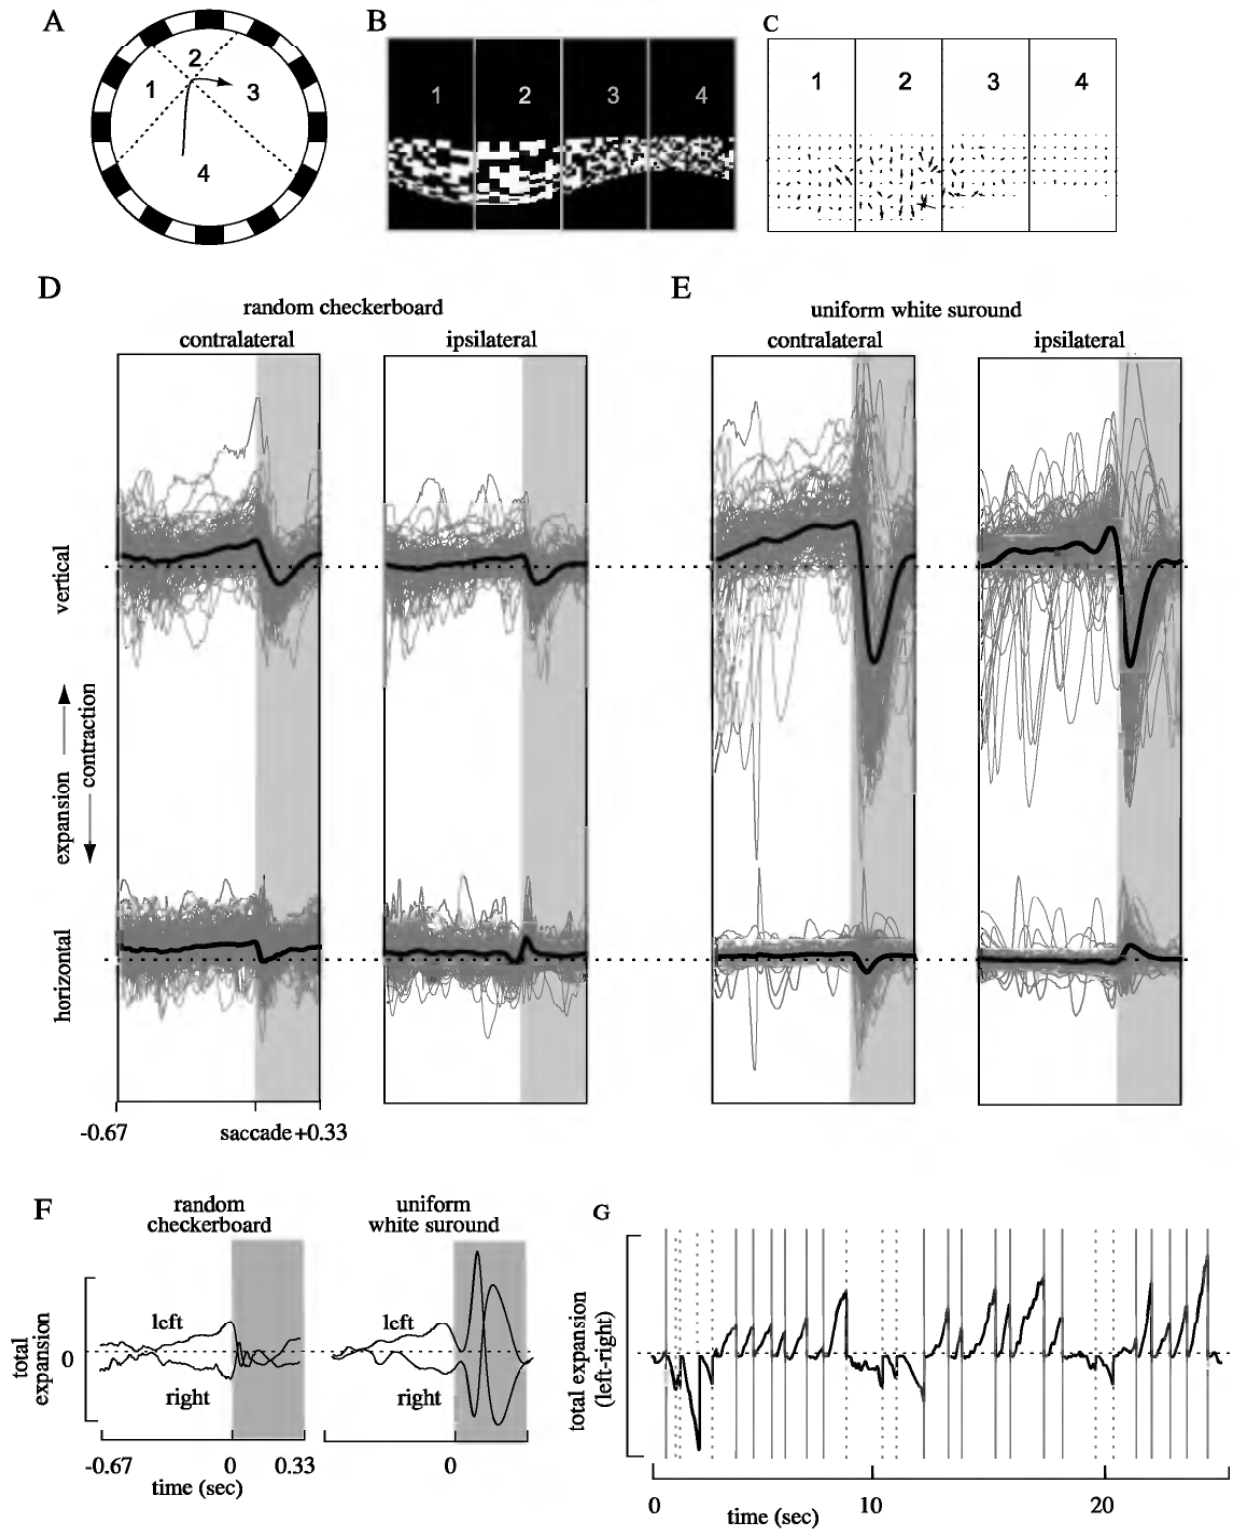 A
1
2
3
4
B
1
2
3
4
C
1
2
3
4
D
random checkerboard
contralateral
ipsilateral
E
uniform white suround
contralateral
ipsilateral
vertical
expansion
contraction
horizontal
-0.67
saccade +0.33
F
random
checkerboard
uniform
white suround
total
expansion
0
left
right
left
right
-0.67
0
0.33
0
time (sec)
G
total expansion
(left-right)
0
10
20
time (sec)